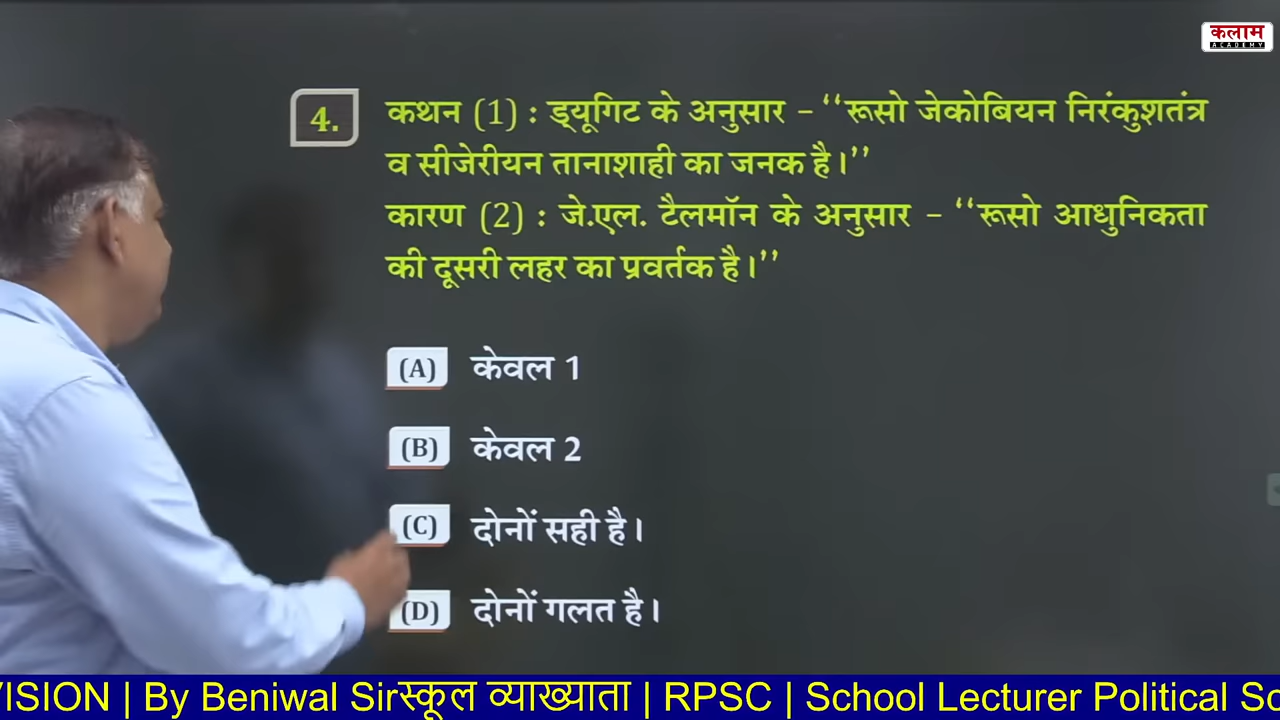 कलाम
ACADEMY
4.
कथन (1) : ड्यूगिट के अनुसार – ‘‘रूसो जेकोबियन निरंकुशतंत्र
व सीजेरीयन तानाशाही का जनक है।’’
कारण (2) : जे.एल. टैलमॉन के अनुसार – ‘‘रूसो आधुनिकता
की दूसरी लहर का प्रवर्तक है।’’
(A) केवल 1
(B) केवल 2
(C) दोनों सही है।
(D) दोनों गलत है।
VISION | By Beniwal Sirस्कूल व्याख्याता | RPSC | School Lecturer Political Sc